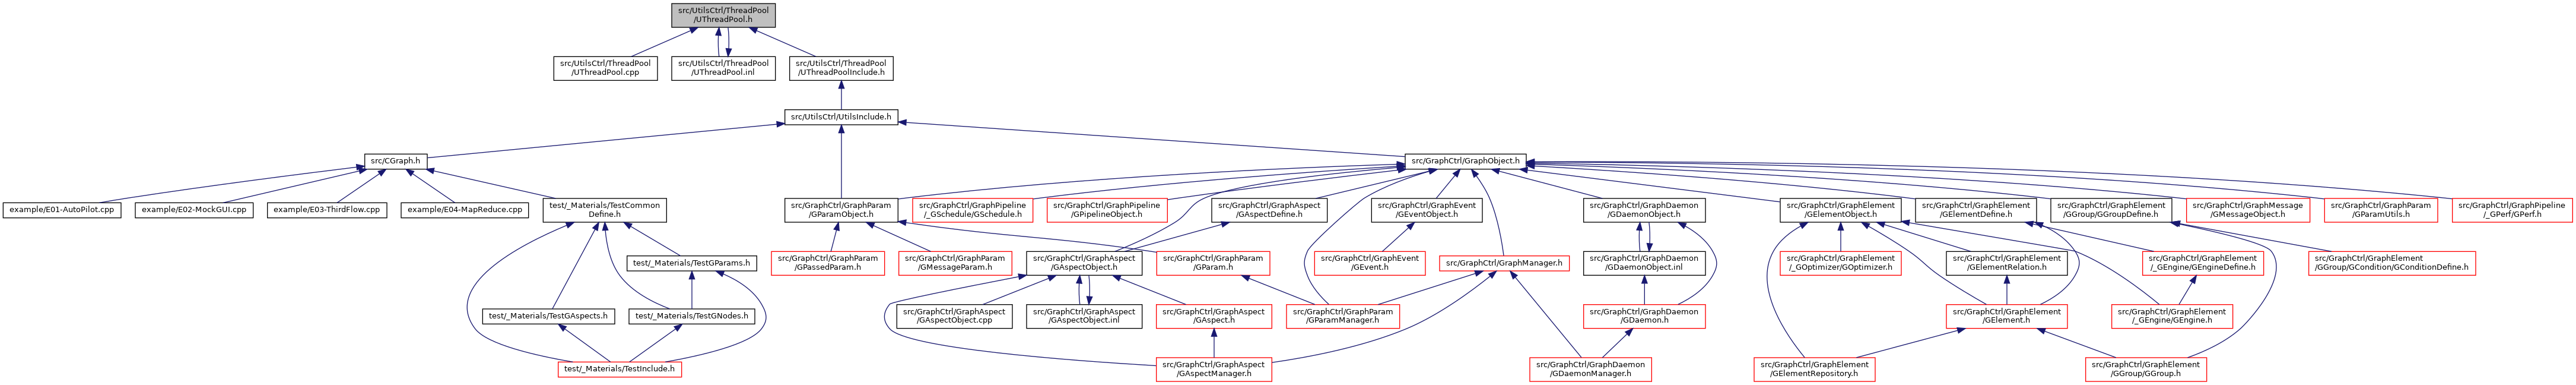 src/UtilsCtrl/ThreadPool
/UThreadPool.h
src/UtilsCtrl/ThreadPool
/UThreadPool.cpp
src/UtilsCtrl/ThreadPool
/UThreadPool.inl
src/UtilsCtrl/ThreadPool
/UThreadPoolInclude.h
src/UtilsCtrl/UtilsInclude.h
src/CGraph.h
src/GraphCtrl/GraphObject.h
example/E01-AutoPilot.cpp
example/E02-MockGUI.cpp
example/E03-ThirdFlow.cpp
example/E04-MapReduce.cpp
test/_Materials/TestCommon
Define.h
src/GraphCtrl/GraphParam
/GParamObject.h
src/GraphCtrl/GraphPipeline
/_GSchedule/GSchedule.h
src/GraphCtrl/GraphPipeline
/GPipelineObject.h
src/GraphCtrl/GraphAspect
/GAspectDefine.h
src/GraphCtrl/GraphEvent
/GEventObject.h
src/GraphCtrl/GraphDaemon
/GDaemonObject.h
src/GraphCtrl/GraphElement
/GElementObject.h
src/GraphCtrl/GraphElement
/GElementDefine.h
src/GraphCtrl/GraphElement
/GGroup/GGroupDefine.h
src/GraphCtrl/GraphMessage
/GMessageObject.h
src/GraphCtrl/GraphParam
/GParamUtils.h
src/GraphCtrl/GraphPipeline
/_GPerf/GPerf.h
test/_Materials/TestGParams.h
src/GraphCtrl/GraphParam
/GPassedParam.h
src/GraphCtrl/GraphParam
/GMessageParam.h
src/GraphCtrl/GraphAspect
/GAspectObject.h
src/GraphCtrl/GraphParam
/GParam.h
src/GraphCtrl/GraphEvent
/GEvent.h
src/GraphCtrl/GraphManager.h
src/GraphCtrl/GraphDaemon
/GDaemonObject.inl
src/GraphCtrl/GraphElement
/_GOptimizer/GOptimizer.h
src/GraphCtrl/GraphElement
/GElementRelation.h
src/GraphCtrl/GraphElement
/_GEngine/GEngineDefine.h
src/GraphCtrl/GraphElement
/GGroup/GCondition/GConditionDefine.h
test/_Materials/TestGAspects.h
test/_Materials/TestGNodes.h
src/GraphCtrl/GraphAspect
/GAspectObject.cpp
src/GraphCtrl/GraphAspect
/GAspectObject.inl
src/GraphCtrl/GraphAspect
/GAspect.h
src/GraphCtrl/GraphParam
/GParamManager.h
src/GraphCtrl/GraphDaemon
/GDaemon.h
src/GraphCtrl/GraphElement
/GElement.h
src/GraphCtrl/GraphElement
/_GEngine/GEngine.h
test/_Materials/TestInclude.h
src/GraphCtrl/GraphAspect
/GAspectManager.h
src/GraphCtrl/GraphDaemon
/GDaemonManager.h
src/GraphCtrl/GraphElement
/GElementRepository.h
src/GraphCtrl/GraphElement
/GGroup/GGroup.h